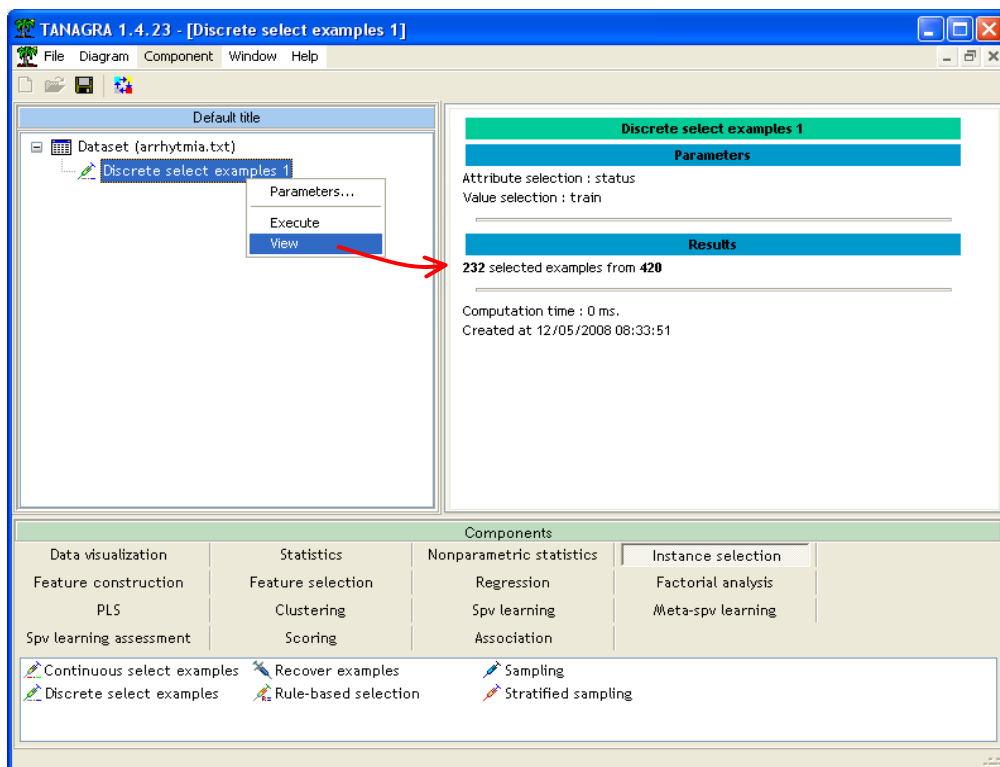 TANAGRA 1.4.23 - [Discrete select examples 1]
File Diagram Component Window Help
Default title
Dataset (arrhytmia.txt)
Discrete select examples 1
Parameters...
Execute
View
Discrete select examples 1
Parameters
Attribute selection : status
Value selection : train
Results
232 selected examples from 420
Computation time : 0 ms.
Created at 12/05/2008 08:33:51
Components
Data visualization Statistics Nonparametric statistics Instance selection
Feature construction Feature selection Regression Factorial analysis
PLS Clustering Spv learning Meta-spv learning
Spv learning assessment Scoring Association
Continuous select examples Recover examples Sampling
Discrete select examples Rule-based selection Stratified sampling